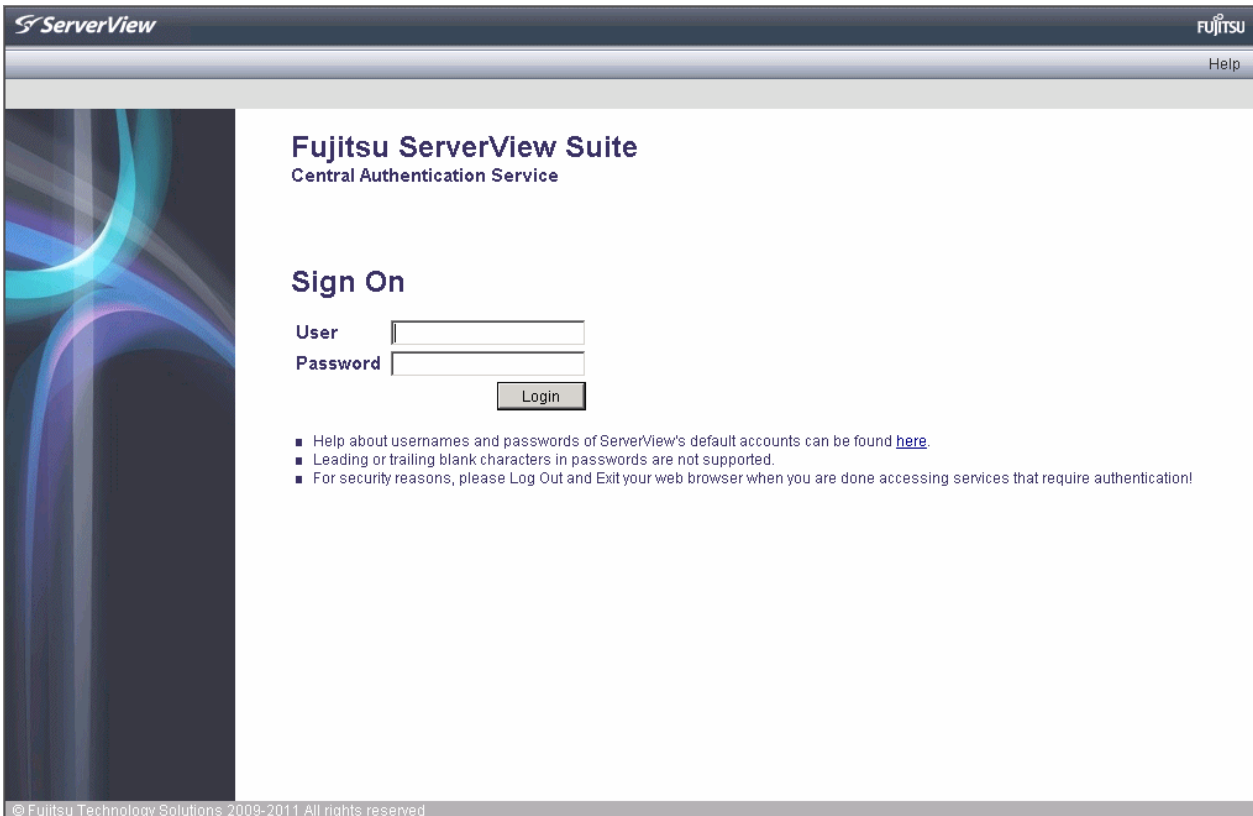 ServerView
FUJITSU
Help
Fujitsu ServerView Suite
Central Authentication Service
Sign On
User
Password
Login
Help about usernames and passwords of ServerView's default accounts can be found here.
Leading or trailing blank characters in passwords are not supported.
For security reasons, please Log Out and Exit your web browser when you are done accessing services that require authentication!
© Fujitsu Technology Solutions 2009-2011 All rights reserved